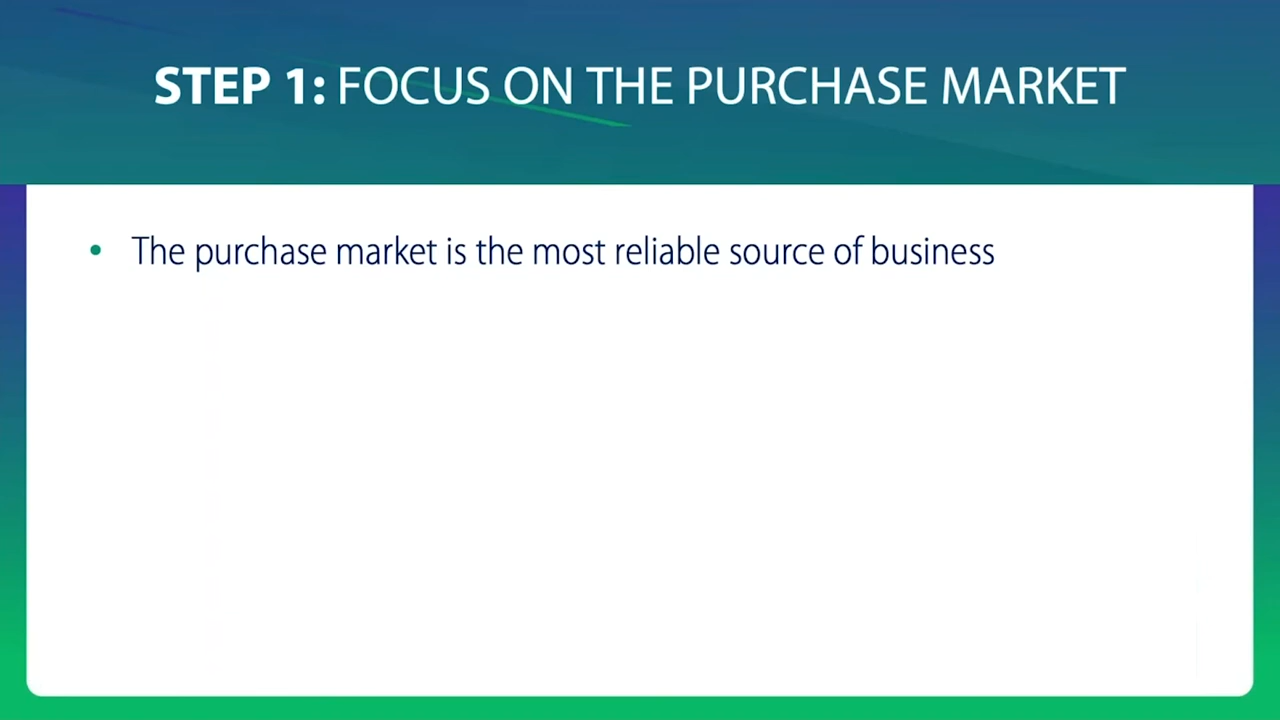 STEP 1: FOCUS ON THE PURCHASE MARKET
• The purchase market is the most reliable source of business